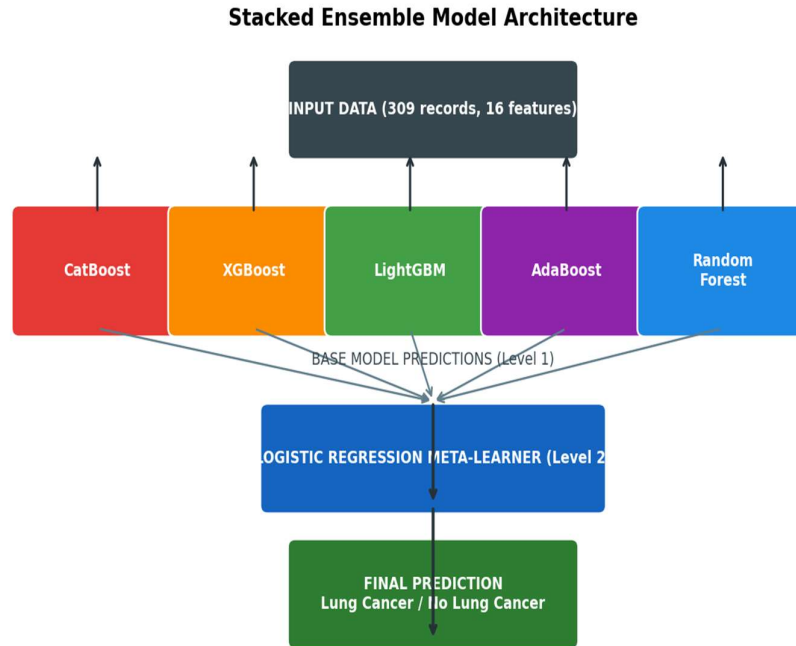 Stacked Ensemble Model Architecture
INPUT DATA (309 records, 16 features)
CatBoost
XGBoost
LightGBM
AdaBoost
Random
Forest
BASE MODEL PREDICTIONS (Level 1)
LOGISTIC REGRESSION META-LEARNER (Level 2
FINAL PREDICTION
Lung Cancer / No Lung Cancer